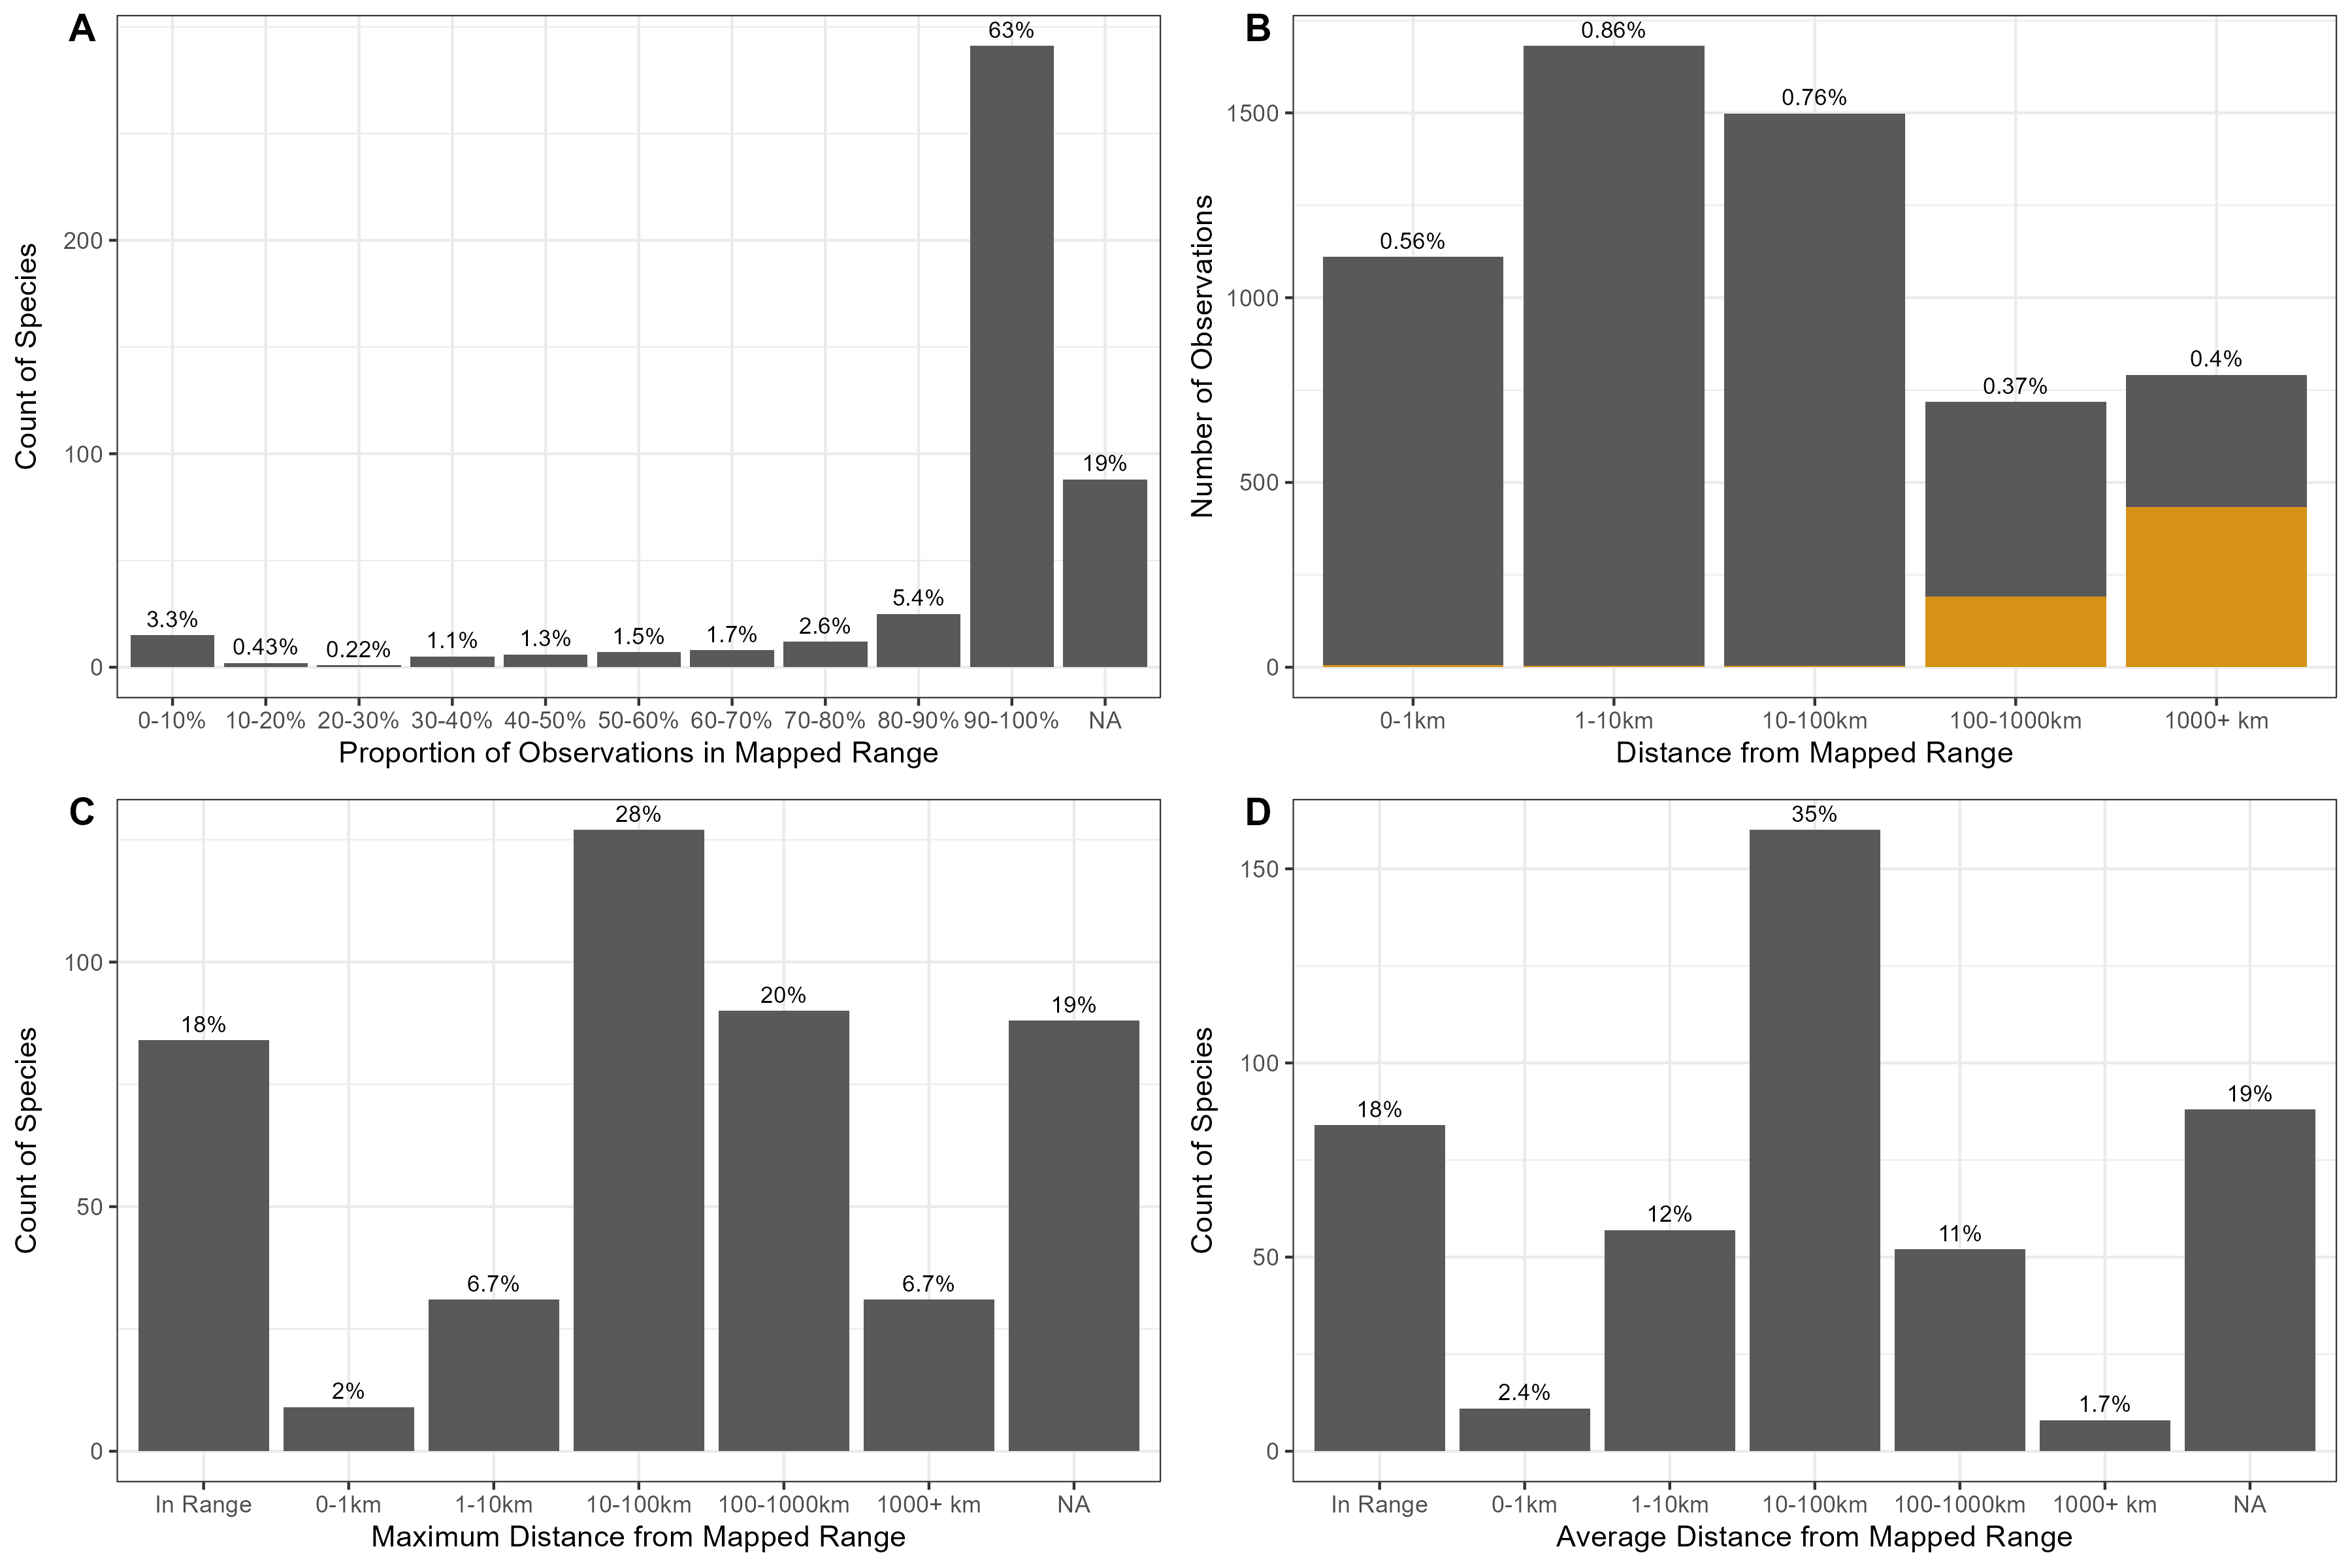 A
Count of Species
200
100
0
3.3%
0.43%
0.22%
1.1%
1.3%
1.5%
1.7%
2.6%
5.4%
63%
19%
0-10% 10-20% 20-30% 30-40% 40-50% 50-60% 60-70% 70-80% 80-90% 90-100% NA
Proportion of Observations in Mapped Range
B
Number of Observations
1500
1000
500
0
0.56%
0.86%
0.76%
0.37%
0.4%
0-1km 1-10km 10-100km 100-1000km 1000+ km
Distance from Mapped Range
C
Count of Species
100
50
0
18%
2%
6.7%
28%
20%
6.7%
19%
In Range 0-1km 1-10km 10-100km 100-1000km 1000+ km NA
Maximum Distance from Mapped Range
D
Count of Species
150
100
50
0
18%
2.4%
12%
35%
11%
1.7%
19%
In Range 0-1km 1-10km 10-100km 100-1000km 1000+ km NA
Average Distance from Mapped Range